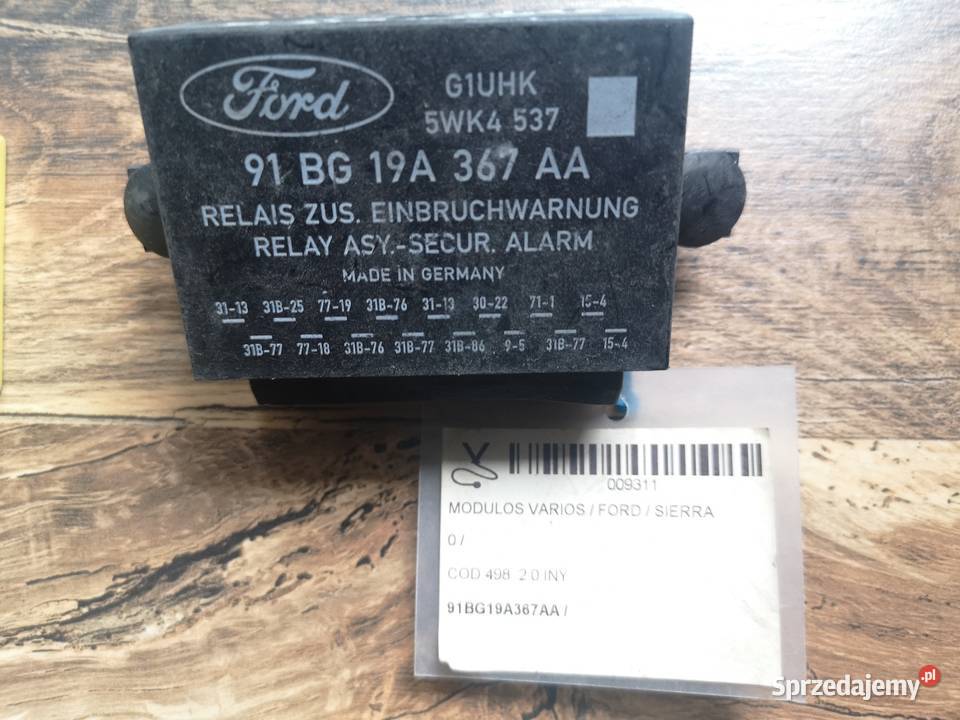 Ford
G1UHK
5WK4 537
91 BG 19A 367 AA
RELAIS ZUS. EINBRUCHWARNUNG
RELAY ASY.-SECUR. ALARM
MADE IN GERMANY
31-13 31B-25 77-19 31B-76 31-13 30-22 71-1 15-4
31B-77 77-18 31B-76 31B-77 31B-86 9-5 31B-77 15-4
009311
MODULOS VARIOS / FORD / SIERRA
0 /
COD 498 2.0 INY
91BG19A367AA /
Sprzedajemy.pl